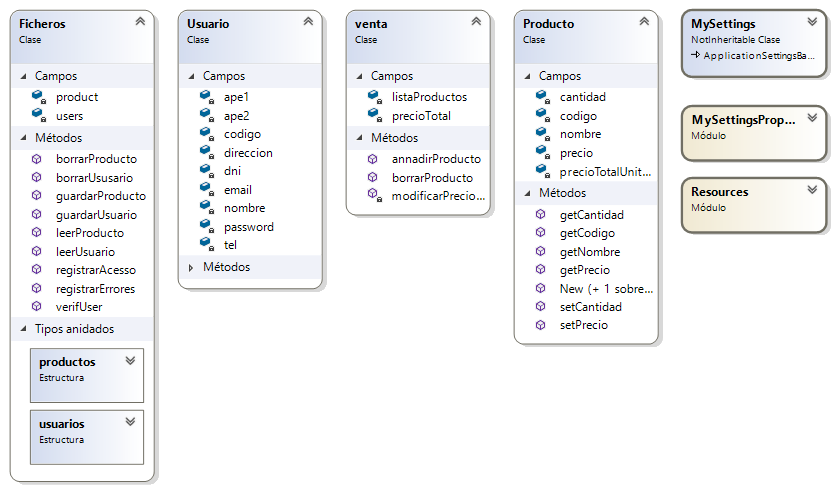 Ficheros
Clase
Campos
product
users
Métodos
borrarProducto
borrarUsusario
guardarProducto
guardarUsuario
leerProducto
leerUsuario
registrarAcesso
registrarErrores
verifUser
Tipos anidados
productos
Estructura
usuarios
Estructura
Usuario
Clase
Campos
ape1
ape2
codigo
direccion
dni
email
nombre
password
tel
Métodos
venta
Clase
Campos
listaProductos
precioTotal
Métodos
annadirProducto
borrarProducto
modificarPrecio...
Producto
Clase
Campos
cantidad
codigo
nombre
precio
precioTotalUnit...
Métodos
getCantidad
getCodigo
getNombre
getPrecio
New (+ 1 sobre...
setCantidad
setPrecio
MySettings
NotInheritable Clase
ApplicationSettingsBa...
MySettingsProp...
Módulo
Resources
Módulo